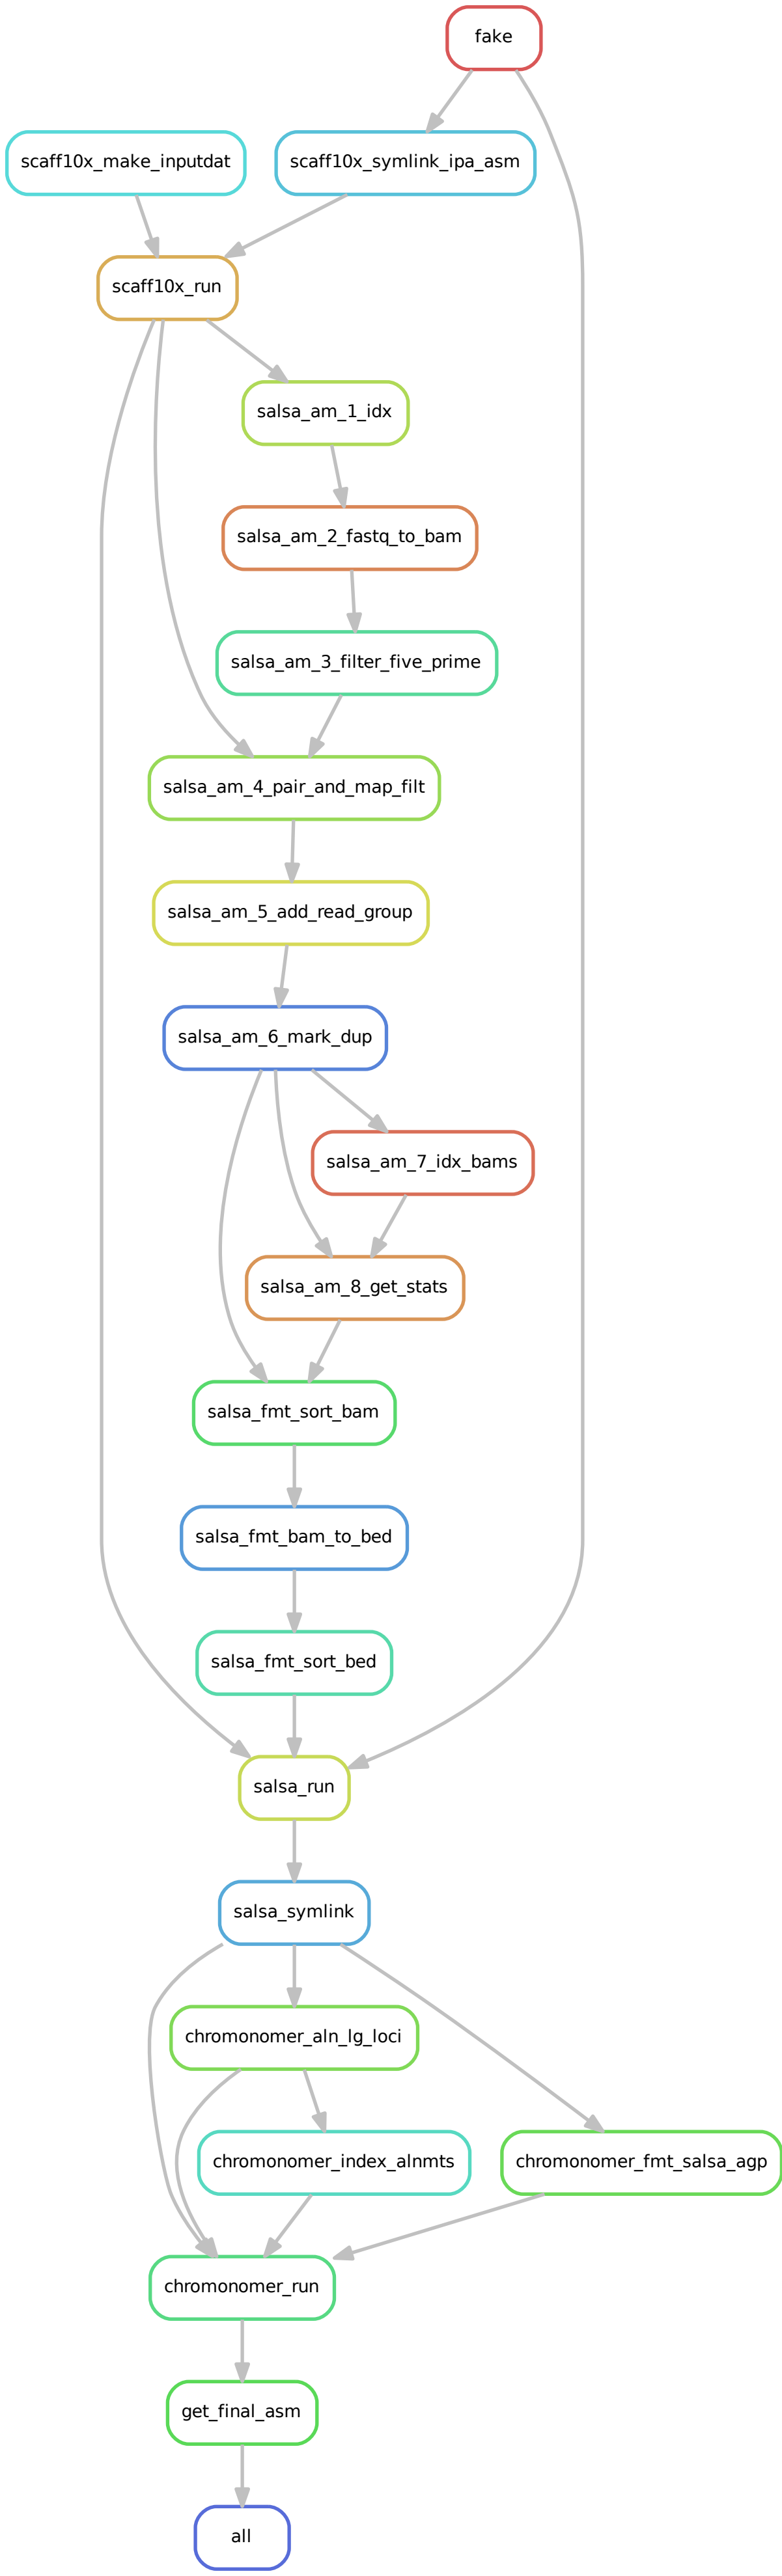 fake
scaff10x_make_inputdat
scaff10x_symlink_ipa_asm
scaff10x_run
salsa_am_1_idx
salsa_am_2_fastq_to_bam
salsa_am_3_filter_five_prime
salsa_am_4_pair_and_map_filt
salsa_am_5_add_read_group
salsa_am_6_mark_dup
salsa_am_7_idx_bams
salsa_am_8_get_stats
salsa_fmt_sort_bam
salsa_fmt_bam_to_bed
salsa_fmt_sort_bed
salsa_run
salsa_symlink
chromonomer_aln_lg_loci
chromonomer_index_alnmts
chromonomer_fmt_salsa_agp
chromonomer_run
get_final_asm
all